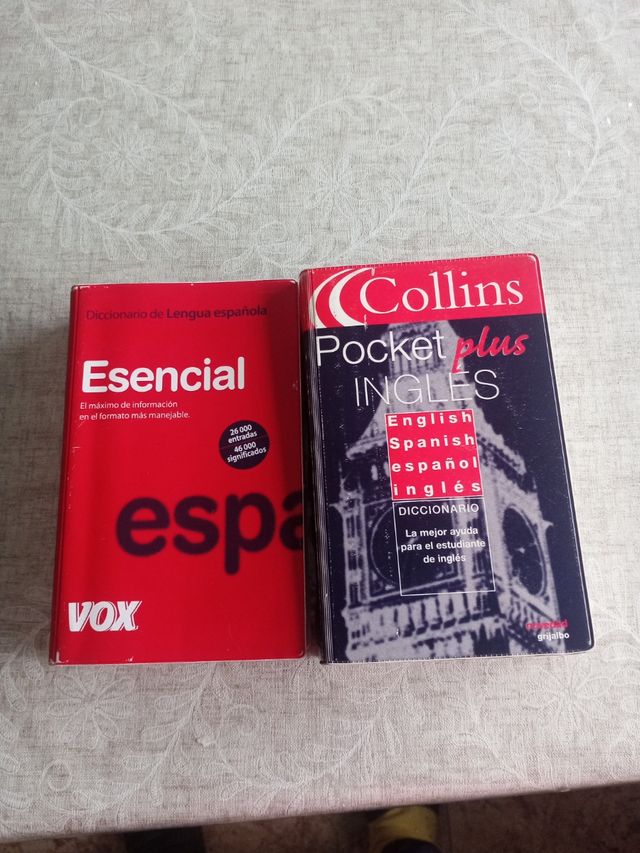 Diccionario de Lengua española
Esencial
El máximo de información
en el formato más manejable.
26 000
entradas
46 000
significados
espa
VOX
Collins
Pocket plus
INGLÉS
English
Spanish
español
inglés
DICCIONARIO
La mejor ayuda
para el estudiante
de inglés
grijalbo